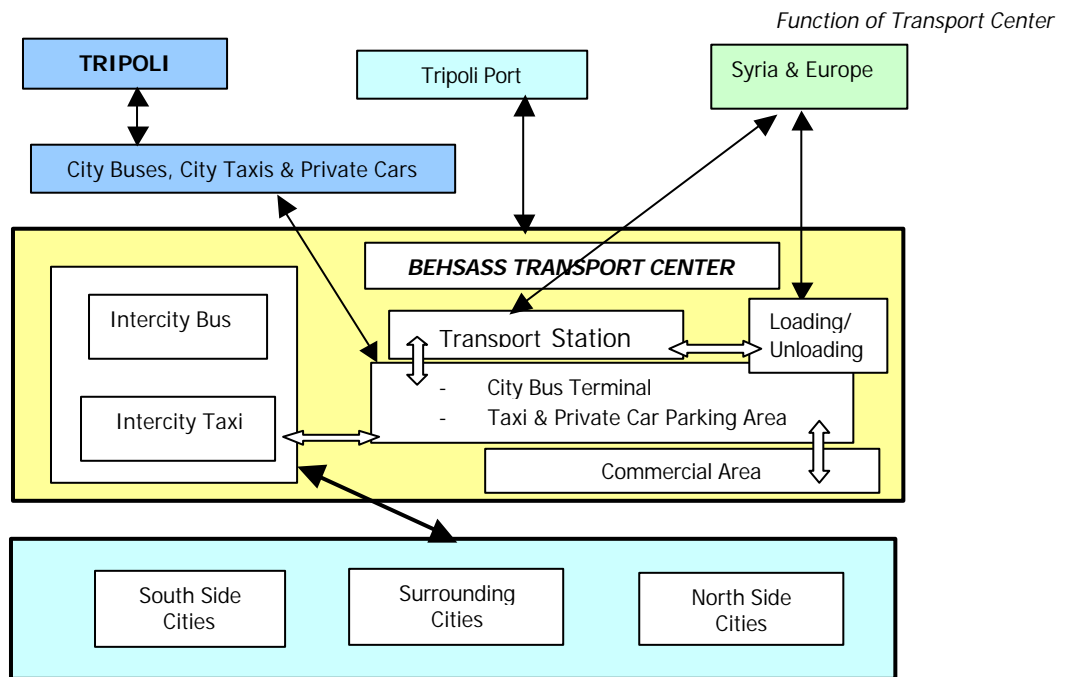 Function of Transport Center
TRIPOLI
Tripoli Port
Syria & Europe
City Buses, City Taxis & Private Cars
BEHSASS TRANSPORT CENTER
Intercity Bus
Transport Station
Loading/
Unloading
- City Bus Terminal
- Taxi & Private Car Parking Area
Intercity Taxi
Commercial Area
South Side
Cities
Surrounding
Cities
North Side
Cities